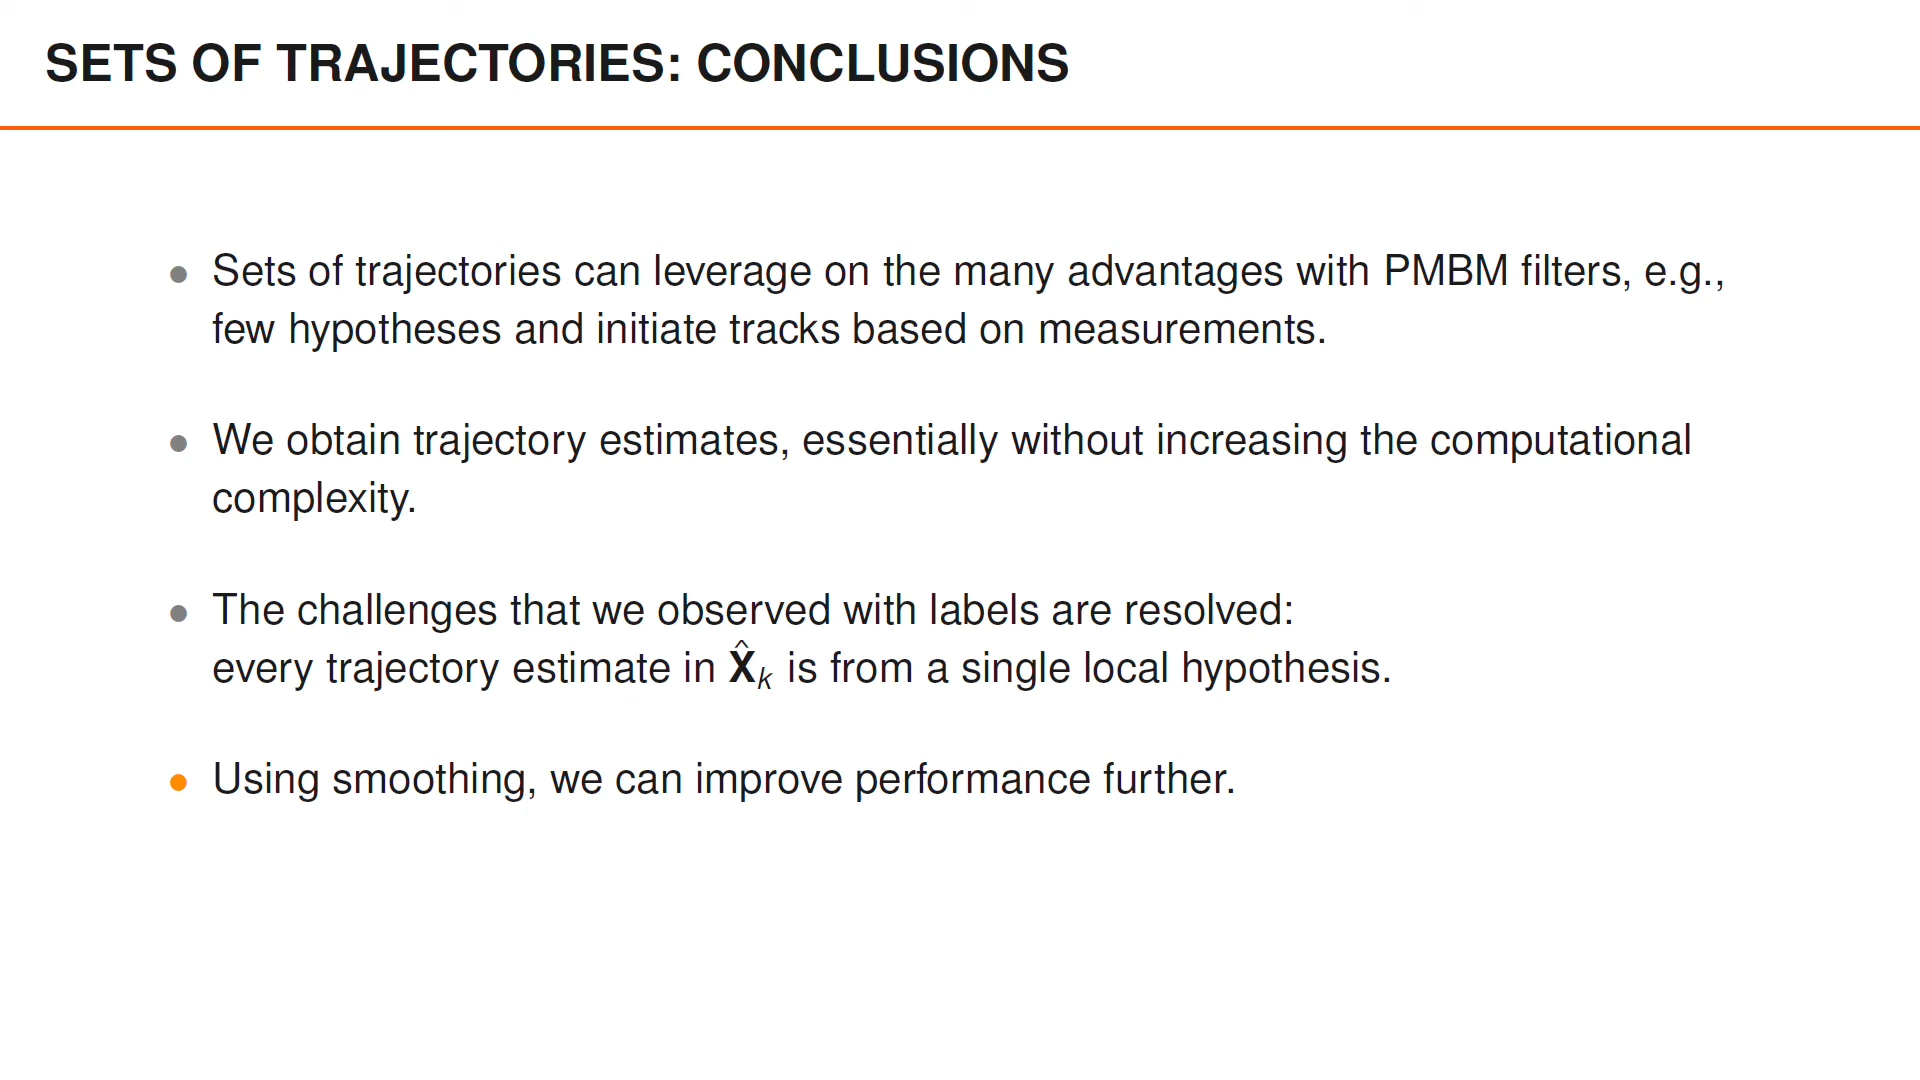 SETS OF TRAJECTORIES: CONCLUSIONS
● Sets of trajectories can leverage on the many advantages with PMBM filters, e.g.,
few hypotheses and initiate tracks based on measurements.
● We obtain trajectory estimates, essentially without increasing the computational
complexity.
● The challenges that we observed with labels are resolved:
every trajectory estimate in X̂ₖ is from a single local hypothesis.
● Using smoothing, we can improve performance further.